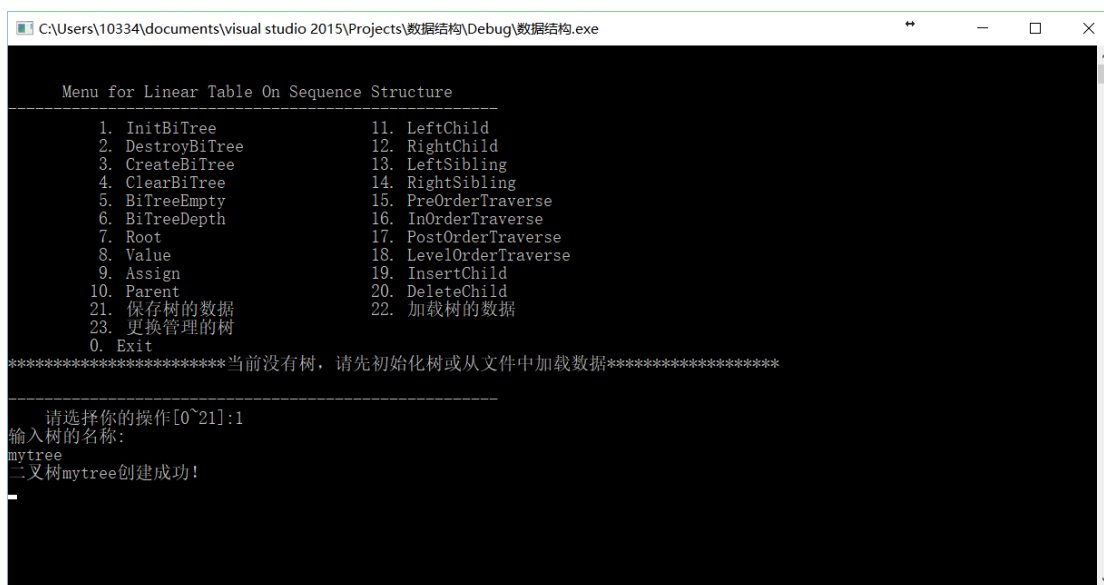 C:\Users\10334\documents\visual studio 2015\Projects\数据结构\Debug\数据结构.exe
Menu for Linear Table On Sequence Structure
------------------------------------------------------
1. InitBiTree 11. LeftChild
2. DestroyBiTree 12. RightChild
3. CreateBiTree 13. LeftSibling
4. ClearBiTree 14. RightSibling
5. BiTreeEmpty 15. PreOrderTraverse
6. BiTreeDepth 16. InOrderTraverse
7. Root 17. PostOrderTraverse
8. Value 18. LevelOrderTraverse
9. Assign 19. InsertChild
10. Parent 20. DeleteChild
21. 保存树的数据 22. 加载树的数据
23. 更换管理的树
0. Exit
************************当前没有树，请先初始化树或从文件中加载数据*******************
------------------------------------------------------
请选择你的操作[0~21]:1
输入树的名称:
mytree
二叉树mytree创建成功!